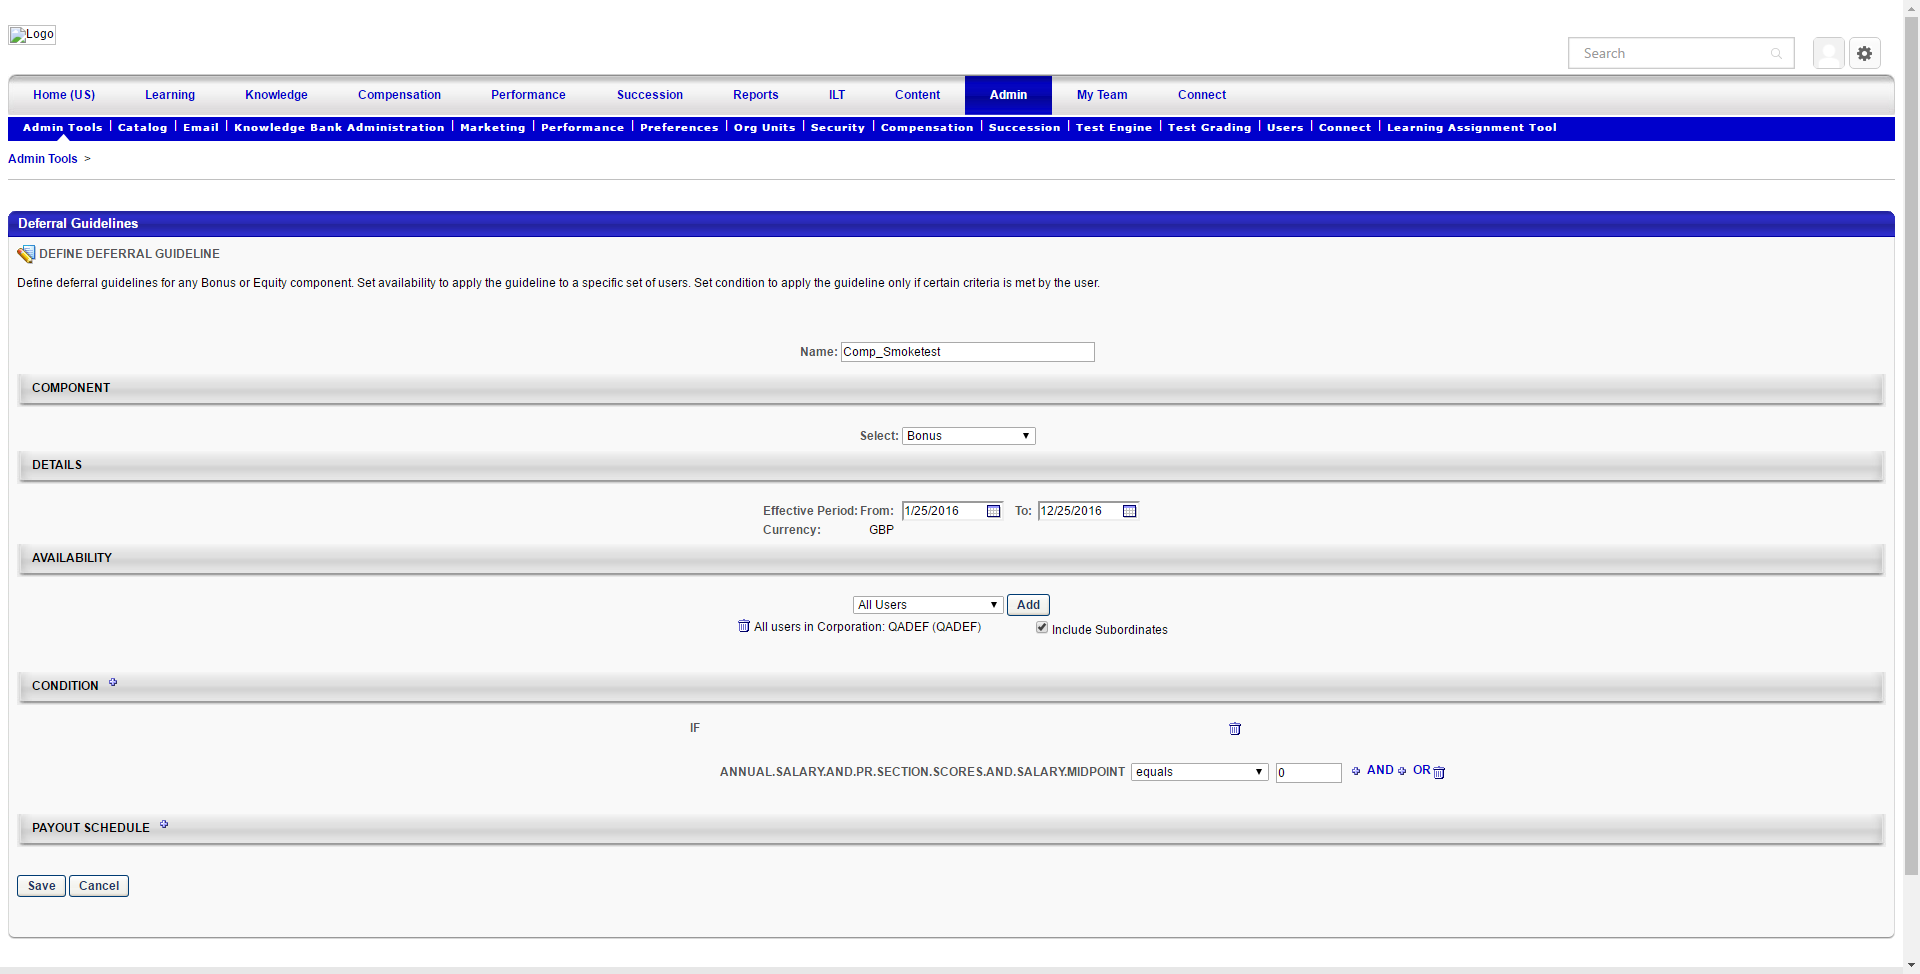 Logo
Search
Home (US) Learning Knowledge Compensation Performance Succession Reports ILT Content Admin My Team Connect
Admin Tools Catalog Email Knowledge Bank Administration Marketing Performance Preferences Org Units Security Compensation Succession Test Engine Test Grading Users Connect Learning Assignment Tool
Admin Tools >
Deferral Guidelines
DEFINE DEFERRAL GUIDELINE
Define deferral guidelines for any Bonus or Equity component. Set availability to apply the guideline to a specific set of users. Set condition to apply the guideline only if certain criteria is met by the user.
Name: Comp_Smoketest
COMPONENT
Select: Bonus
DETAILS
Effective Period: From: 1/25/2016 To: 12/25/2016
Currency: GBP
AVAILABILITY
All Users Add
All users in Corporation: QADEF (QADEF) Include Subordinates
CONDITION
IF
ANNUAL.SALARY.AND.PR.SECTION.SCORES.AND.SALARY.MIDPOINT equals 0 AND OR
PAYOUT SCHEDULE
Save Cancel